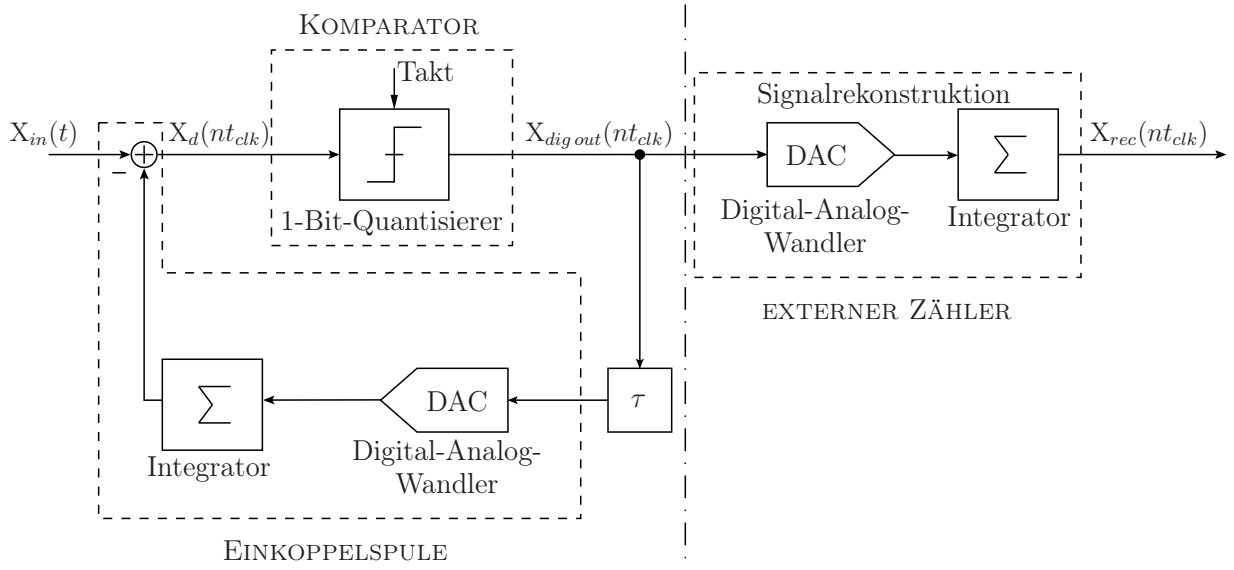 KOMPARATOR
Takt
X_in(t)
X_d(nt_clk)
X_dig out(nt_clk)
1-Bit-Quantisierer
Signalrekonstruktion
DAC
Σ
X_rec(nt_clk)
Digital-Analog-
Wandler
Integrator
EXTERNER ZÄHLER
+
−
Σ
Integrator
DAC
Digital-Analog-
Wandler
τ
EINKOPPELSPULE